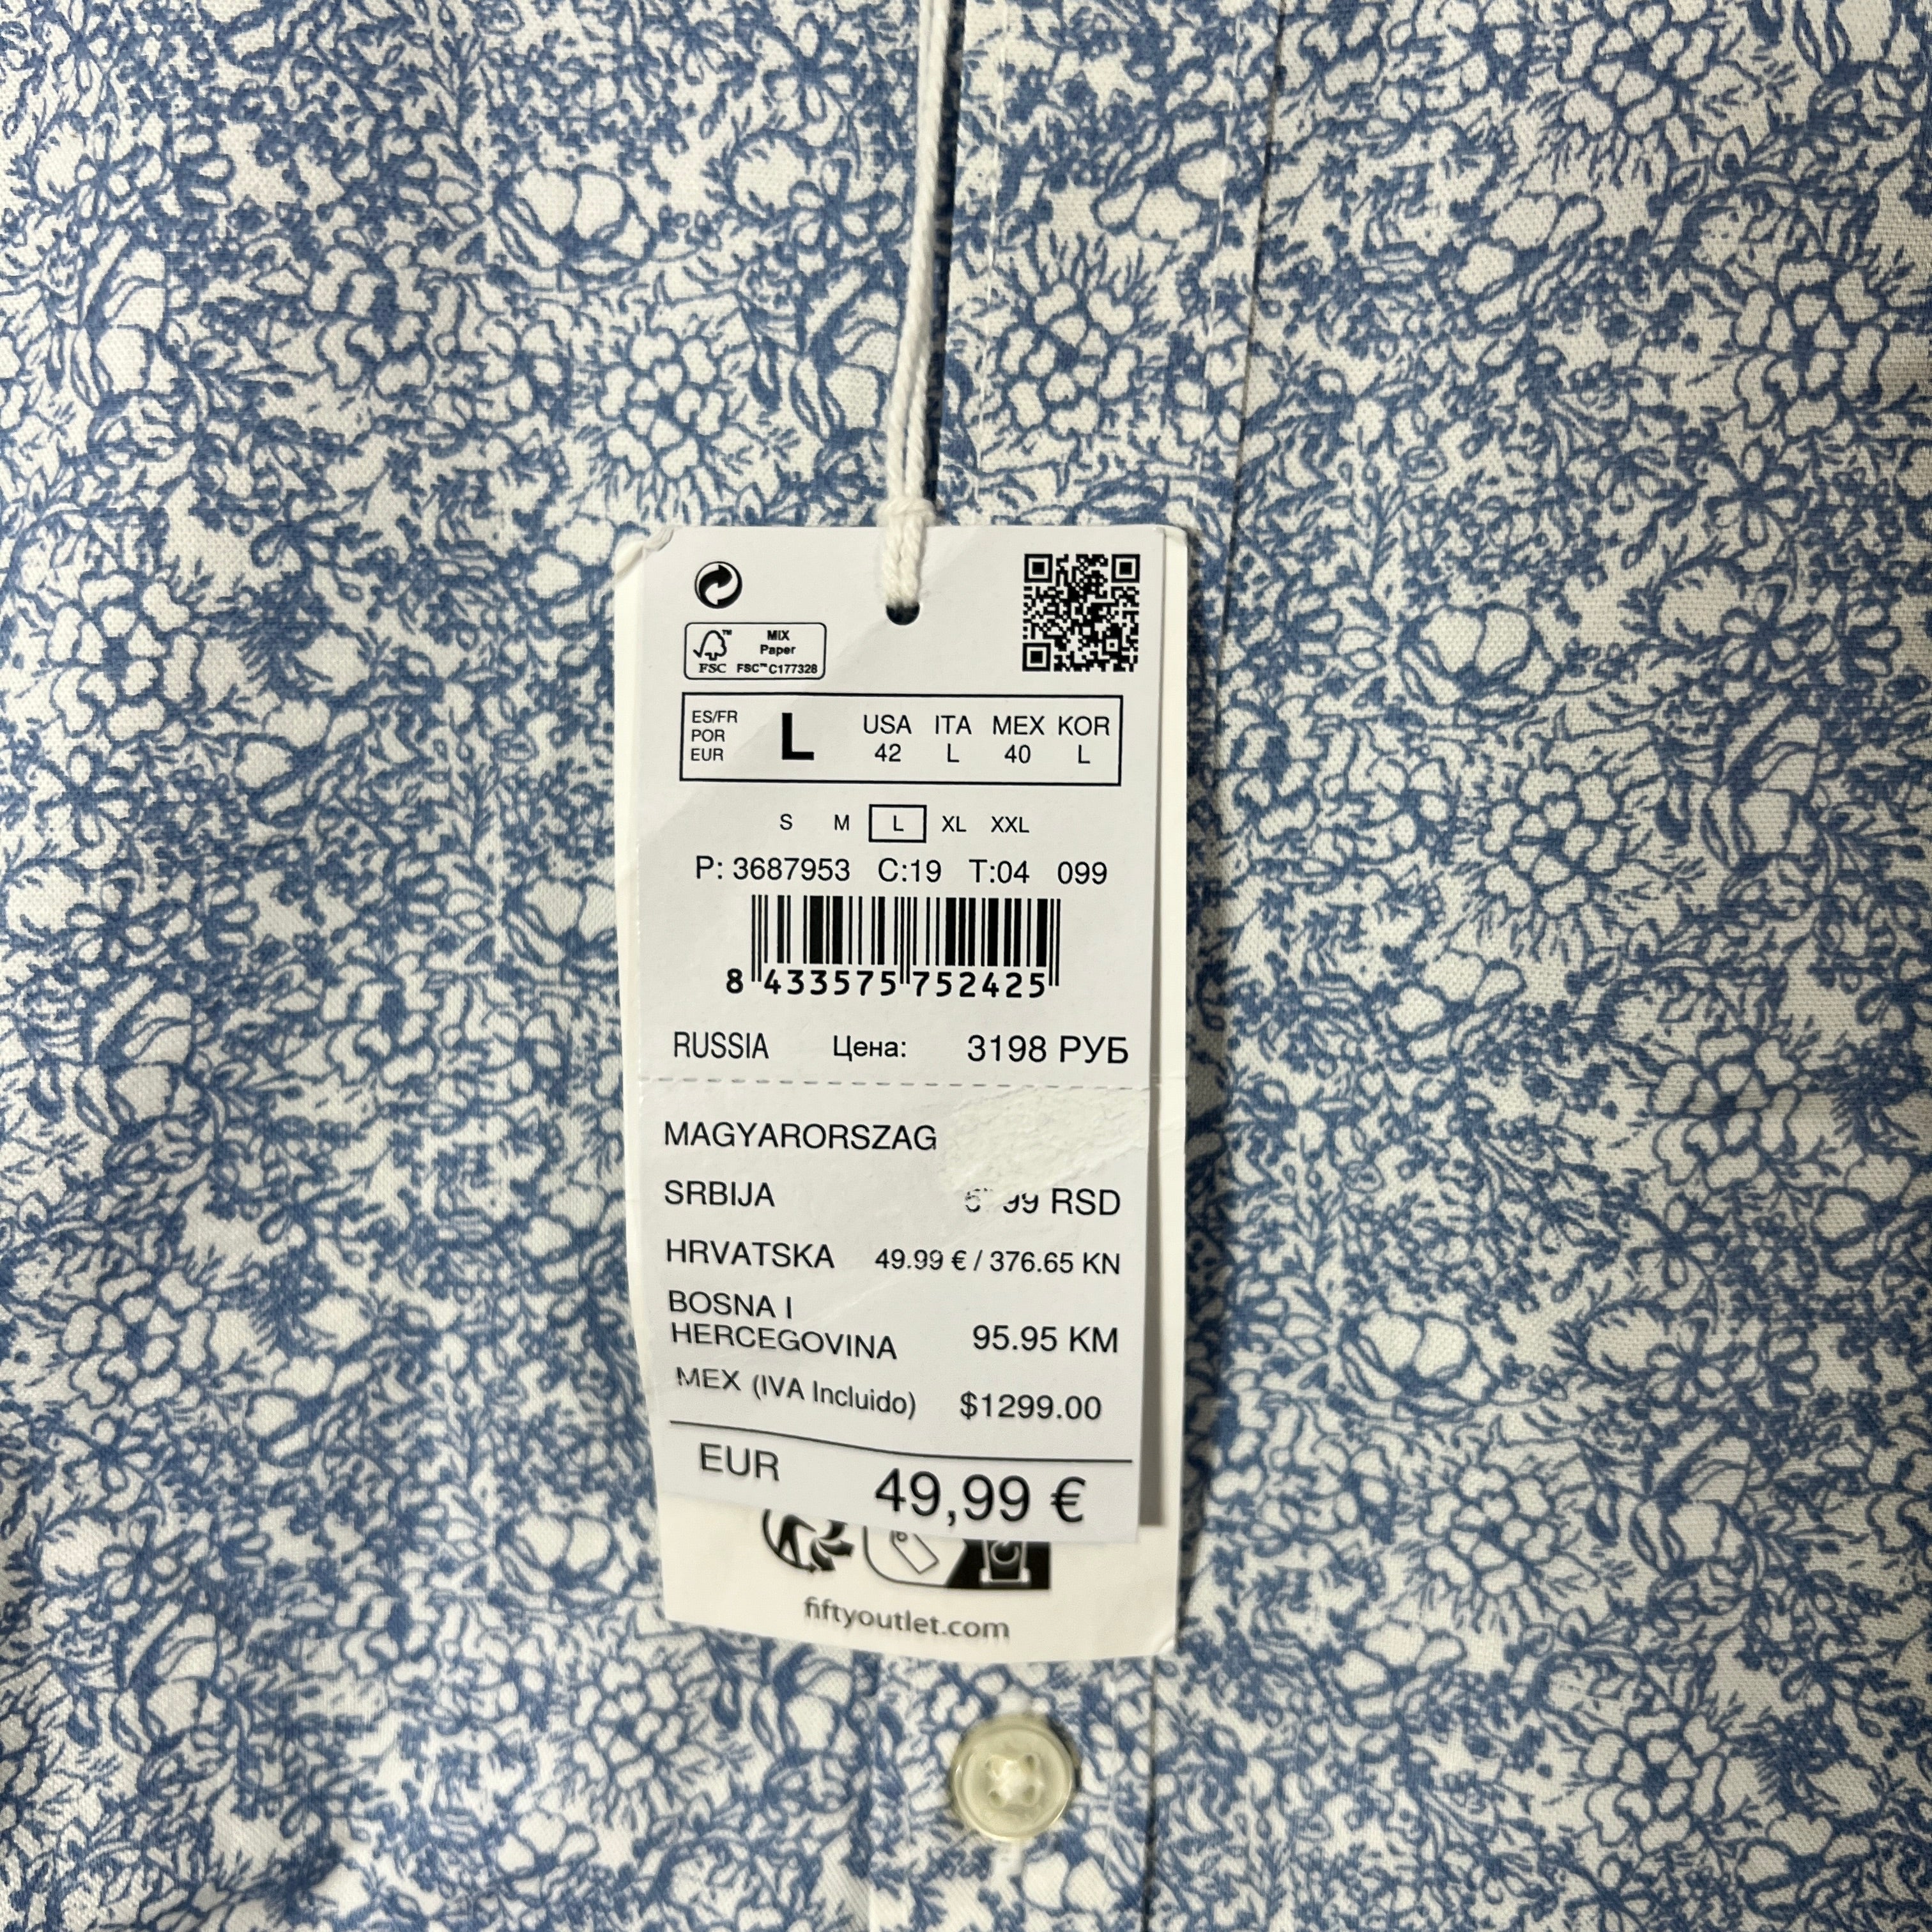 MIX
Paper
FSC™ C177328
FSC
ES/FR
POR
EUR
L
USA ITA MEX KOR
42 L 40 L
S M L XL XXL
P: 3687953 C:19 T:04 099
8 433575 752425
RUSSIA Цена: 3198 РУБ
MAGYARORSZAG
SRBIJA RSD
HRVATSKA 49.99 € / 376.65 KN
BOSNA I
HERCEGOVINA 95.95 KM
MEX (IVA Incluido) $1299.00
EUR 49,99 €
fiftyoutlet.com